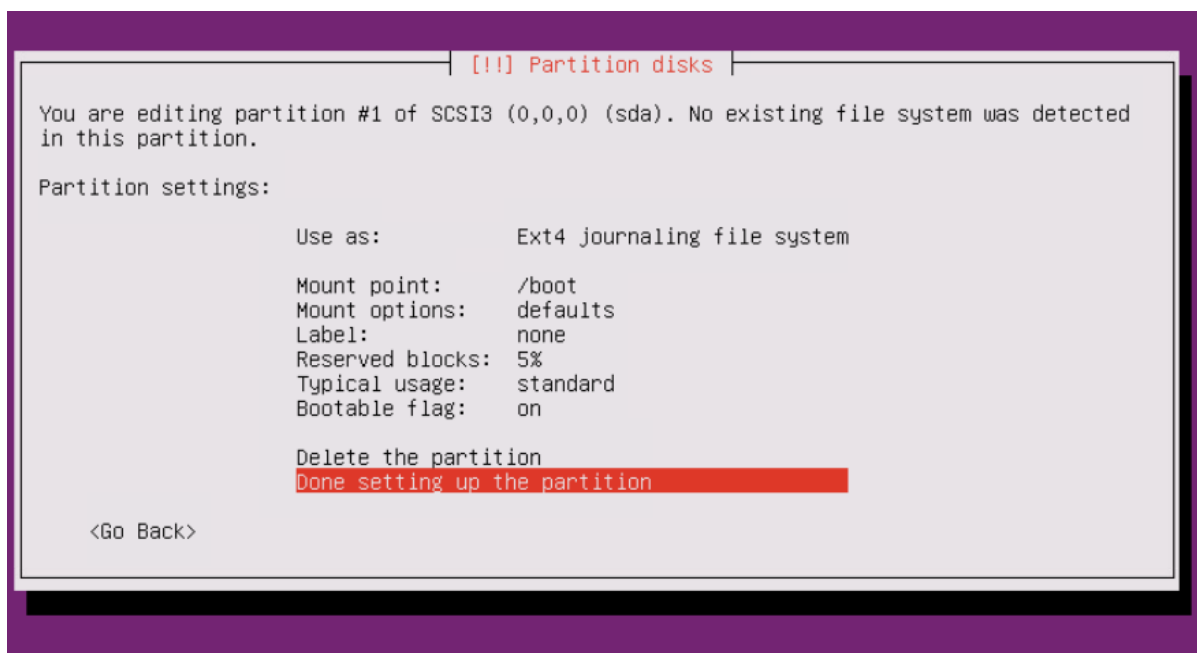 [!!] Partition disks
You are editing partition #1 of SCSI3 (0,0,0) (sda). No existing file system was detected
in this partition.
Partition settings:
Use as: Ext4 journaling file system
Mount point: /boot
Mount options: defaults
Label: none
Reserved blocks: 5%
Typical usage: standard
Bootable flag: on
Delete the partition
Done setting up the partition
<Go Back>